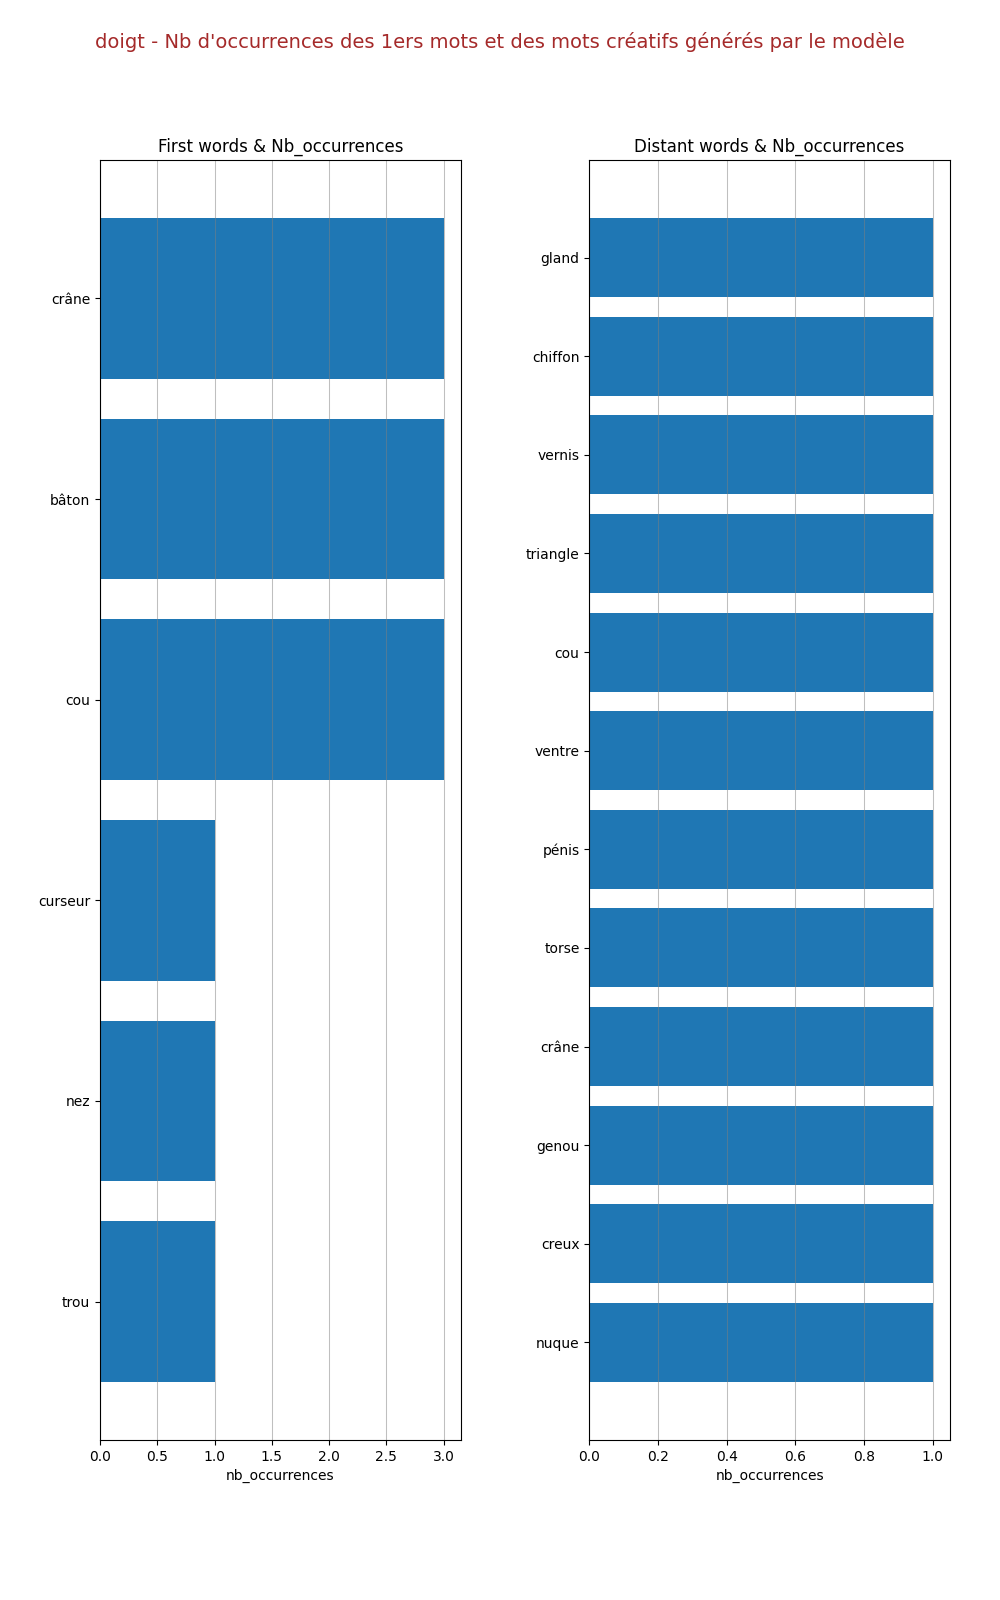 doigt - Nb d'occurrences des 1ers mots et des mots créatifs générés par le modèle
First words & Nb_occurrences
crâne
bâton
cou
curseur
nez
trou
0.0 0.5 1.0 1.5 2.0 2.5 3.0
nb_occurrences
Distant words & Nb_occurrences
gland
chiffon
vernis
triangle
cou
ventre
pénis
torse
crâne
genou
creux
nuque
0.0 0.2 0.4 0.6 0.8 1.0
nb_occurrences